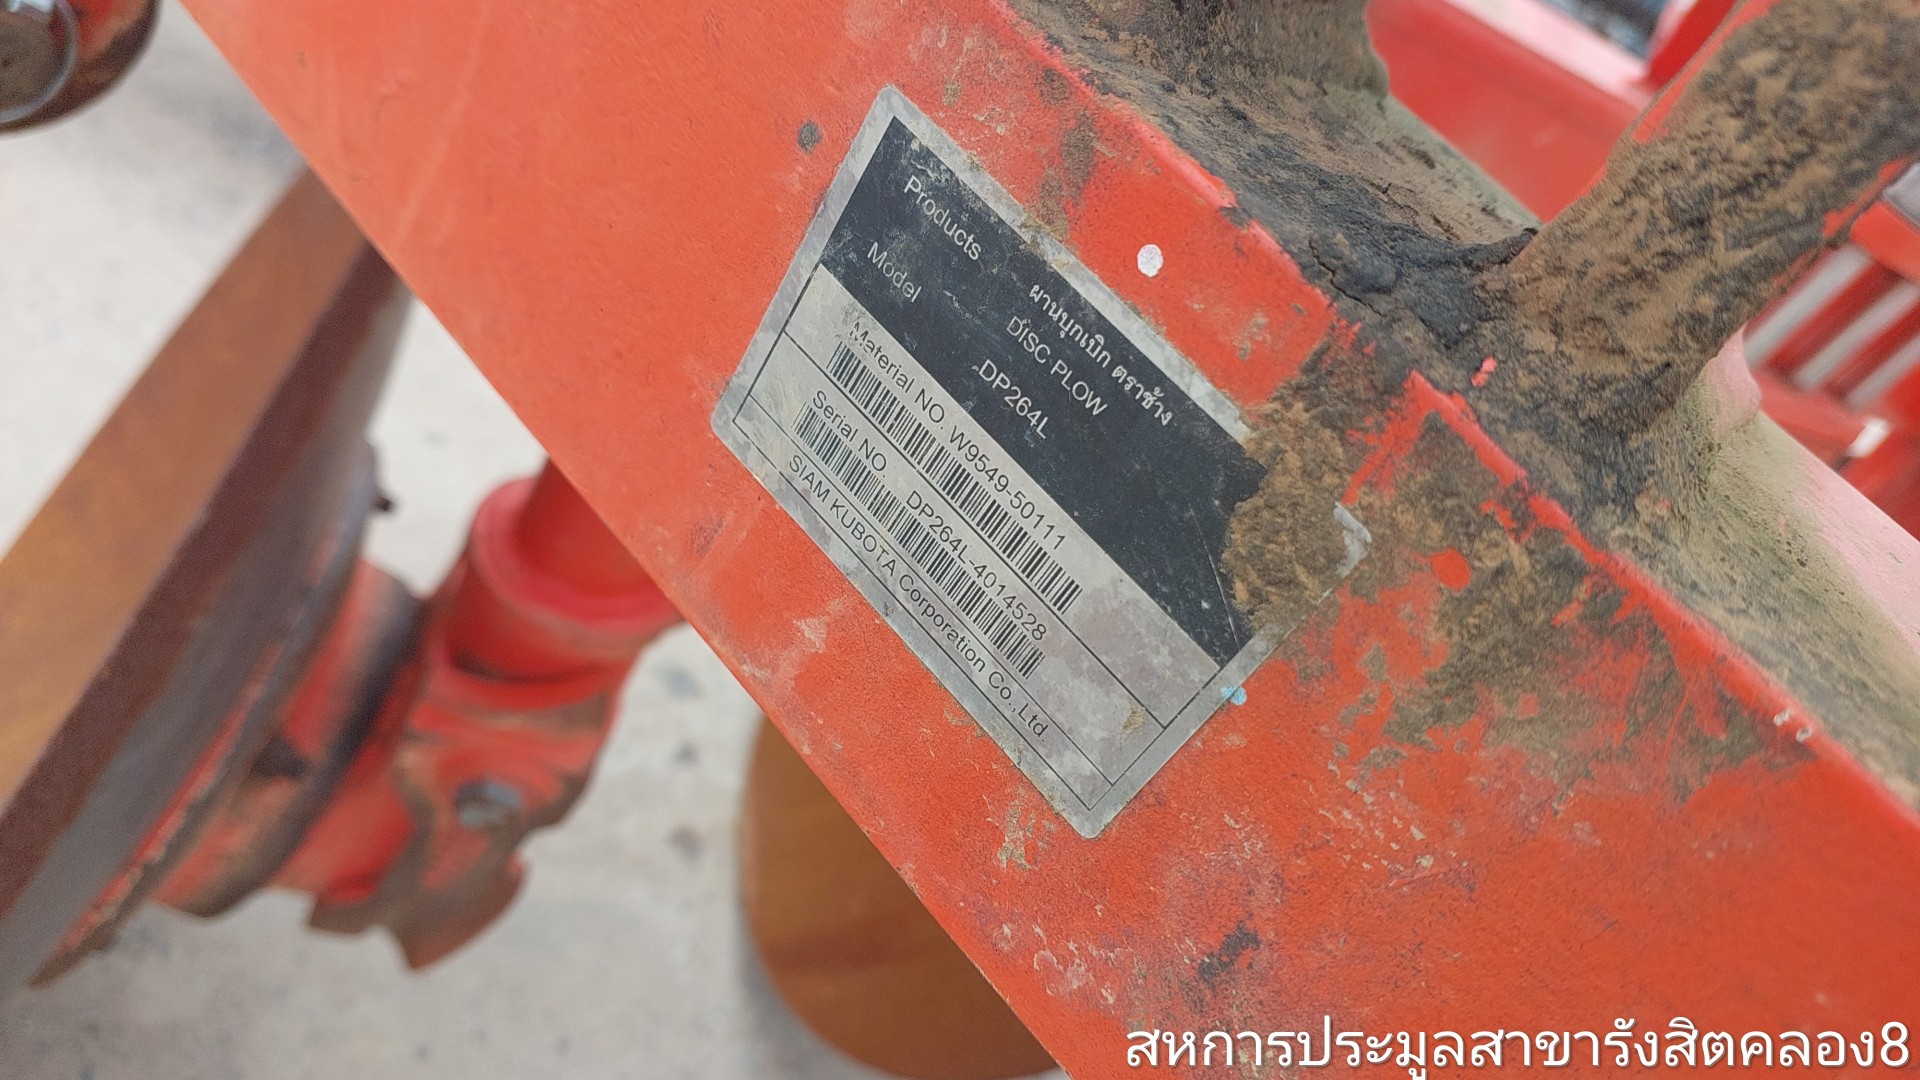 Products ผานบุกเบิก ตราช้าง
DISC PLOW
Model DP264L
Material NO. W9549-50111
Serial NO. DP264L-4014528
SIAM KUBOTA Corporation Co.,Ltd.
สหการประมูลสาขารังสิตคลอง8